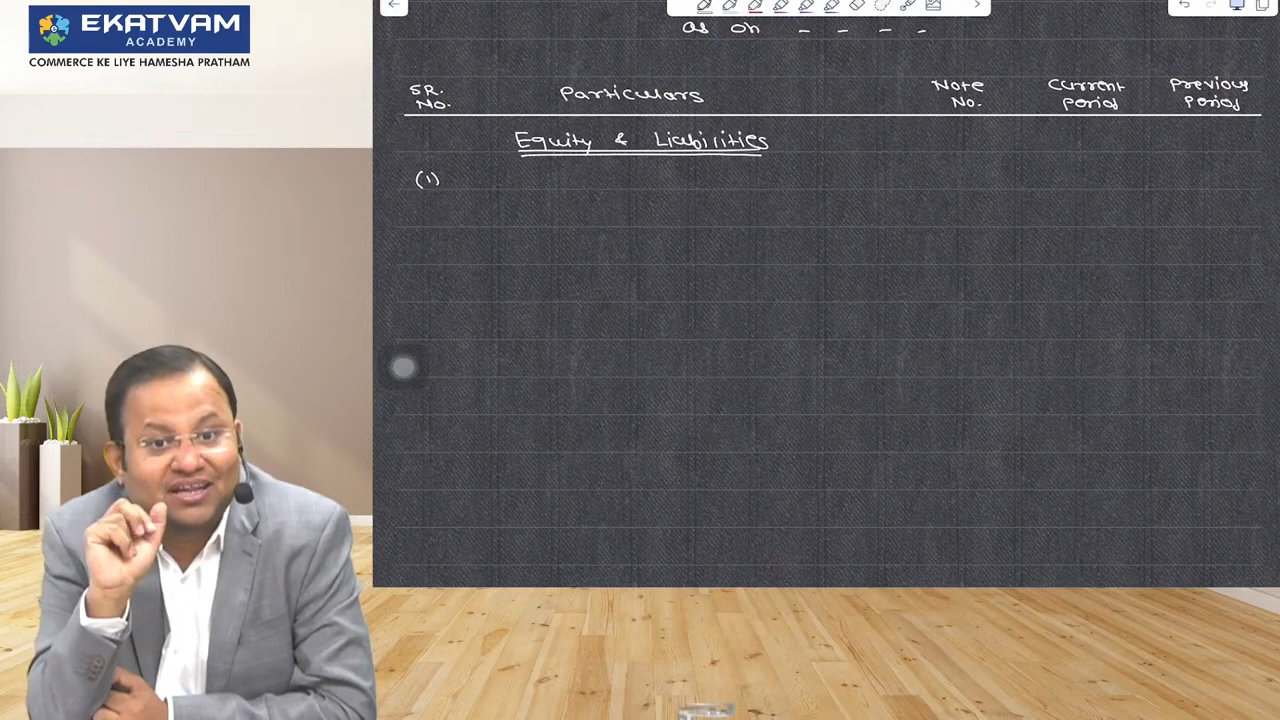 EKATVAM
ACADEMY
COMMERCE KE LIYE HAMESHA PRATHAM
as on - - - -
SR. No. Particulars Note No. Current Period Previous Period
Equity & Liabilities
(1)